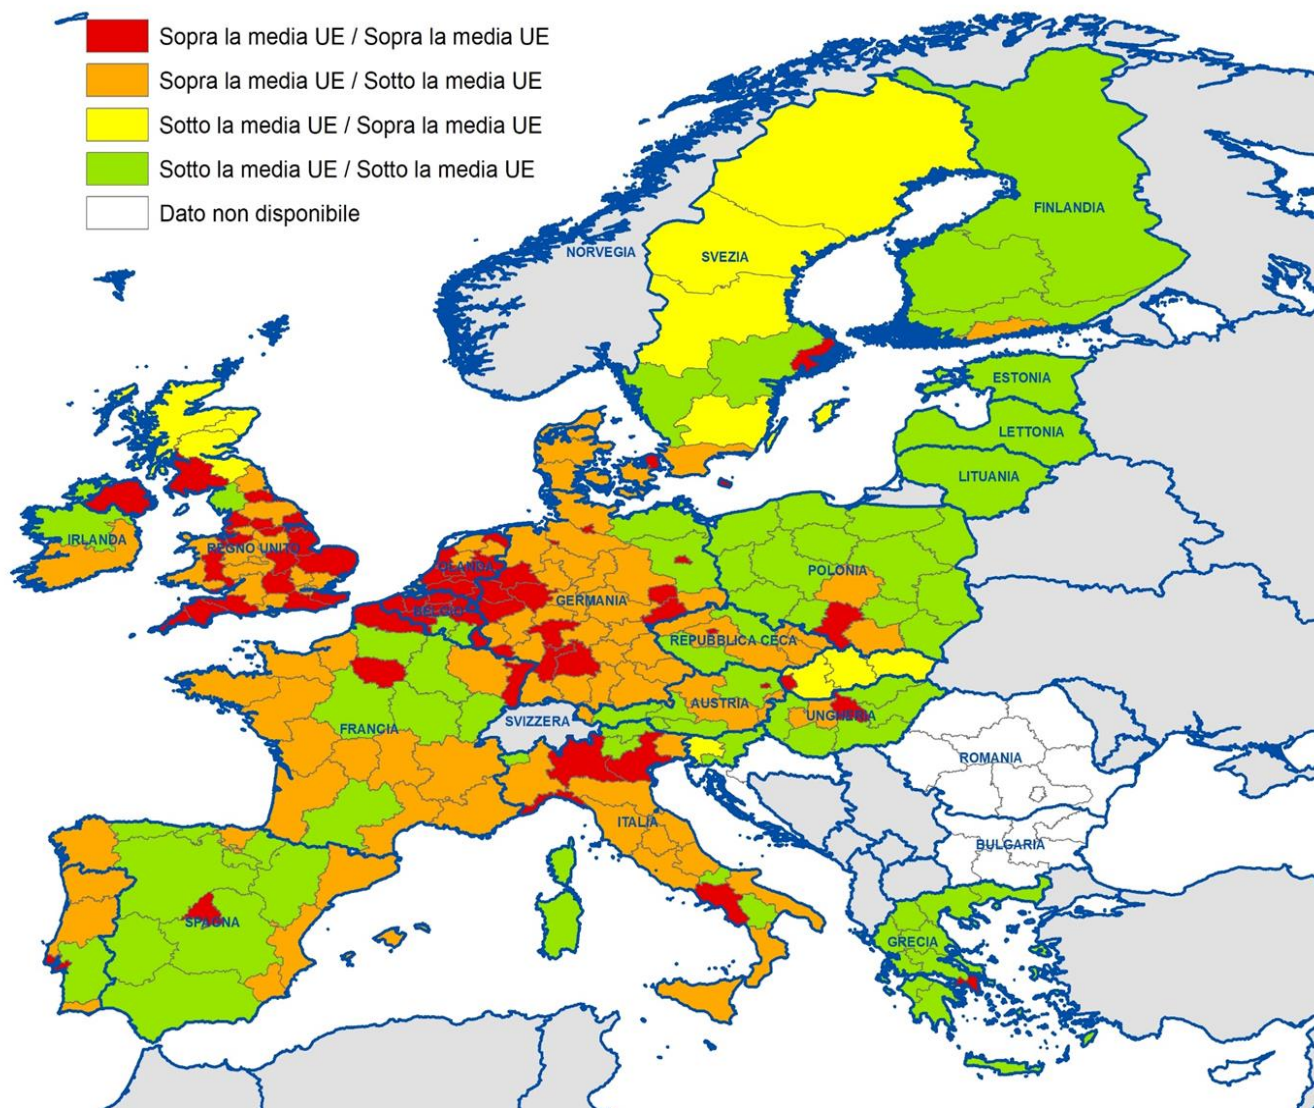 Sopra la media UE / Sopra la media UE
Sopra la media UE / Sotto la media UE
Sotto la media UE / Sopra la media UE
Sotto la media UE / Sotto la media UE
Dato non disponibile
FINLANDIA
NORVEGIA
SVEZIA
ESTONIA
LETTONIA
LITUANIA
IRLANDA
REGNO UNITO
OLANDA
POLONIA
GERMANIA
BELGIO
REPUBBLICA CECA
AUSTRIA
SVIZZERA
UNGHERIA
FRANCIA
ROMANIA
ITALIA
BULGARIA
SPAGNA
GRECIA